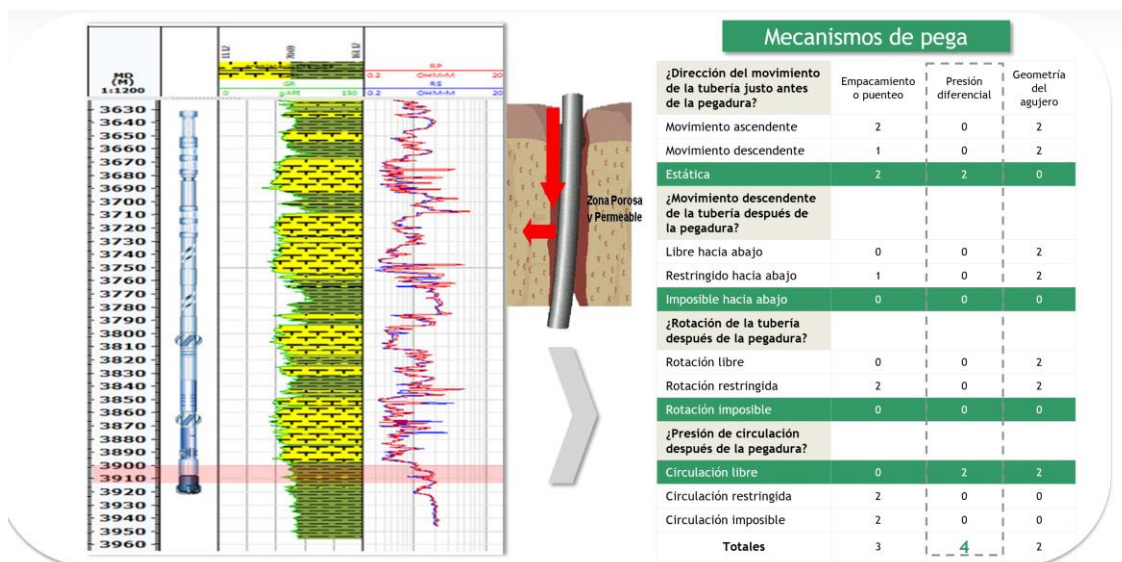 MD
(M)
1:1200
GR
0 gAPI 150
RP
0.2 OHM-M 20
RS
0.2 OHM-M 20
3630
3640
3650
3660
3670
3680
3690
3700
3710
3720
3730
3740
3750
3760
3770
3780
3790
3800
3810
3820
3830
3840
3850
3860
3870
3880
3890
3900
3910
3920
3930
3940
3950
3960
Zona Porosa
y Permeable
Mecanismos de pega
¿Dirección del movimiento
de la tubería justo antes
de la pegadura?
Empacamiento
o puenteo
Presión
diferencial
Geometría
del
agujero
Movimiento ascendente 2 0 2
Movimiento descendente 1 0 2
Estática 2 2 0
¿Movimiento descendente
de la tubería después de
la pegadura?
Libre hacia abajo 0 0 2
Restringido hacia abajo 1 0 2
Imposible hacia abajo 0 0 0
¿Rotación de la tubería
después de la pegadura?
Rotación libre 0 0 2
Rotación restringida 2 0 2
Rotación imposible 0 0 0
¿Presión de circulación
después de la pegadura?
Circulación libre 0 2 2
Circulación restringida 2 0 0
Circulación imposible 2 0 0
Totales 3 4 2